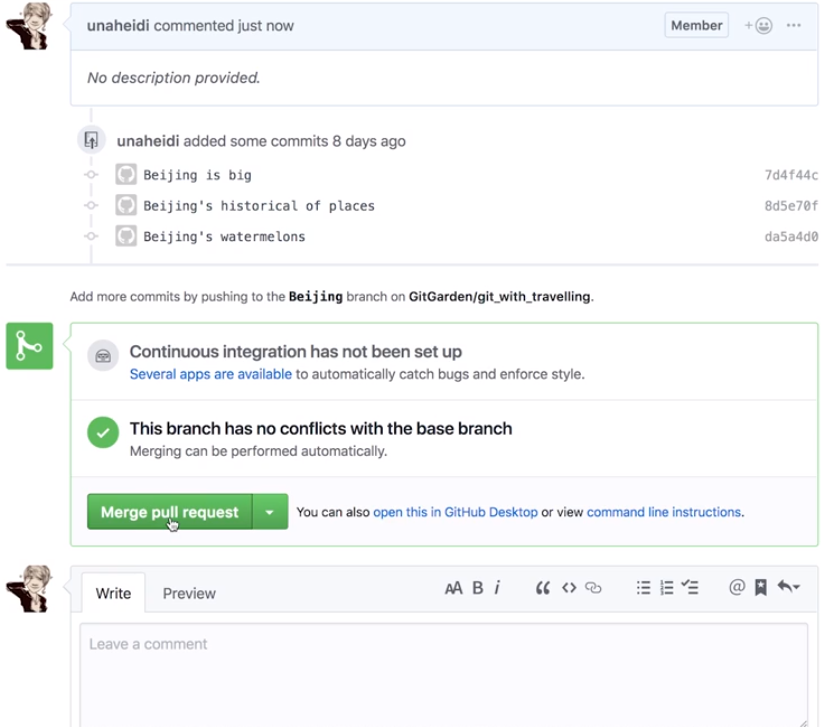 unaheidi commented just now Member
No description provided.
unaheidi added some commits 8 days ago
Beijing is big 7d4f44c
Beijing's historical of places 8d5e70f
Beijing's watermelons da5a4d0
Add more commits by pushing to the Beijing branch on GitGarden/git_with_travelling.
Continuous integration has not been set up
Several apps are available to automatically catch bugs and enforce style.
This branch has no conflicts with the base branch
Merging can be performed automatically.
Merge pull request You can also open this in GitHub Desktop or view command line instructions.
Write Preview
Leave a comment